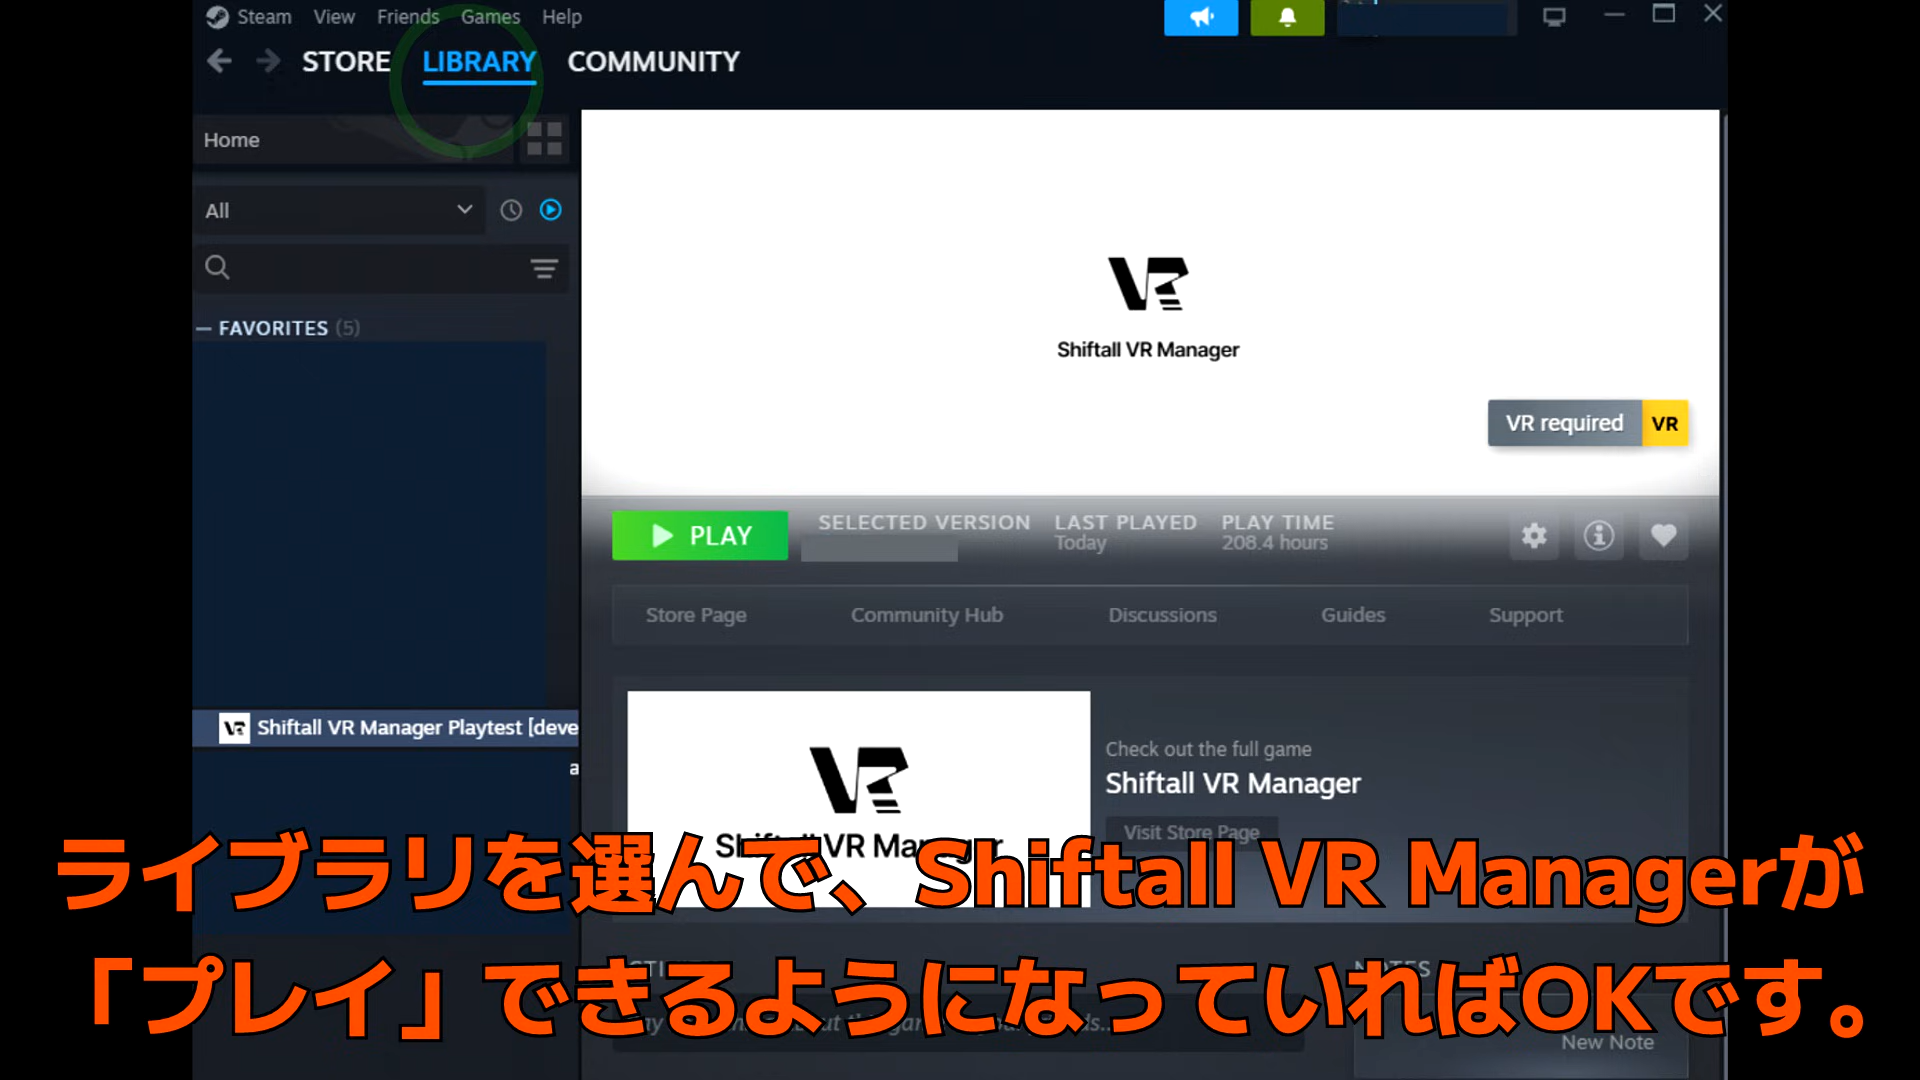 Steam View Friends Games Help
STORE LIBRARY COMMUNITY
Home
All
FAVORITES (5)
Shiftall VR Manager
VR required VR
PLAY
SELECTED VERSION
LAST PLAYED
Today
PLAY TIME
208.4 hours
Store Page Community Hub Discussions Guides Support
Shiftall VR Manager Playtest [deve
a
Check out the full game
Shiftall VR Manager
Visit Store Page
Shiftall VR Manager
ライブラリを選んで、Shiftall VR Managerが
「プレイ」できるようになっていればOKです。
New Note